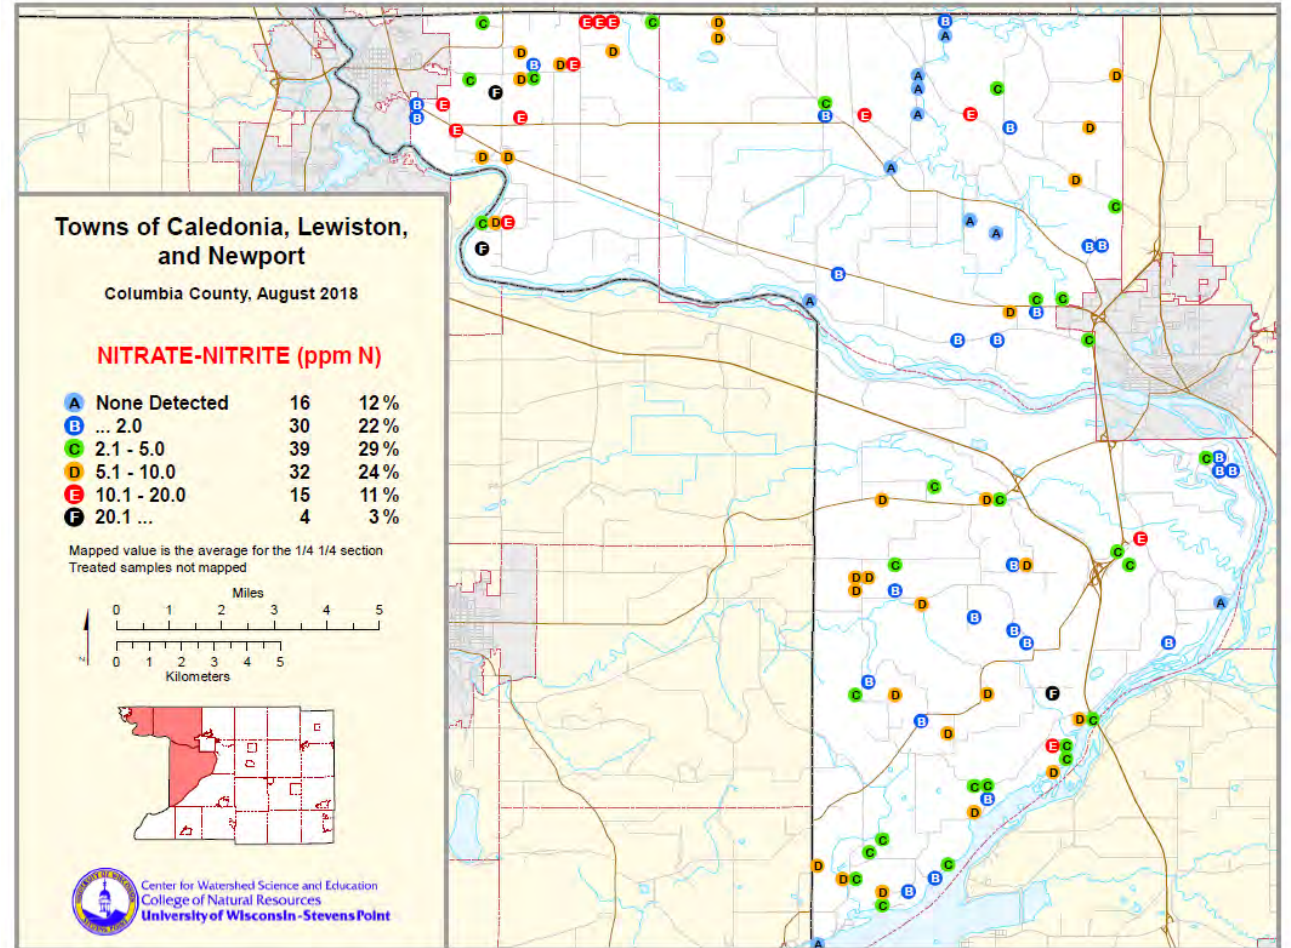 Towns of Caledonia, Lewiston,
and Newport
Columbia County, August 2018
NITRATE-NITRITE (ppm N)
A None Detected 16 12 %
B ... 2.0 30 22 %
C 2.1 - 5.0 39 29 %
D 5.1 - 10.0 32 24 %
E 10.1 - 20.0 15 11 %
F 20.1 ... 4 3 %
Mapped value is the average for the 1/4 1/4 section
Treated samples not mapped
Miles
0 1 2 3 4 5
0 1 2 3 4 5
Kilometers
Center for Watershed Science and Education
College of Natural Resources
University of Wisconsin - Stevens Point
C E E E C D B
D D A
B D E A D
C D C A C
F
B E C
B E B E A E
E B D
D D
A
D
C
C D E A
A
F B B
B
A C C
D B
B B C
C B
B B
C
D D C
E
C
C B D C
D D
D B
D A
B
B
B B
B
C D D F
B D C
D
E C
C
D
C C
B
D
C
C
D C
D C B
D B
C
A